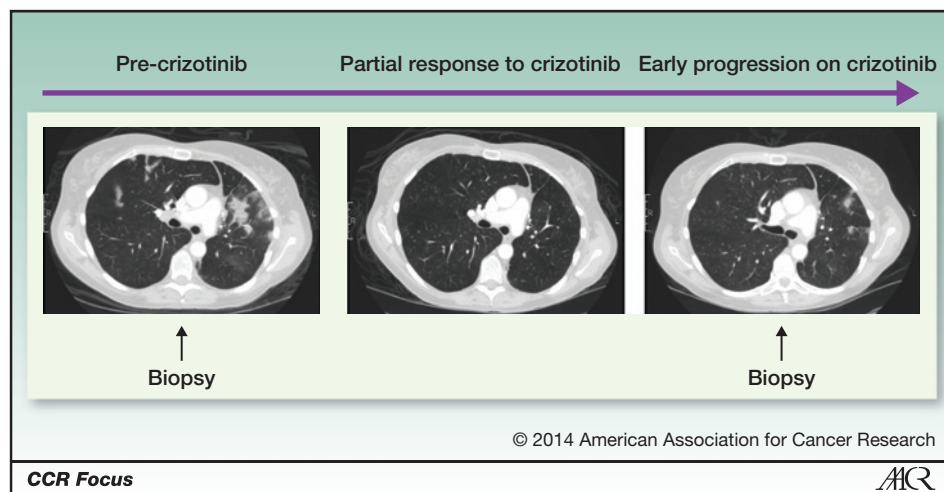 Pre-crizotinib Partial response to crizotinib Early progression on crizotinib
Biopsy Biopsy
© 2014 American Association for Cancer Research
CCR Focus AACR